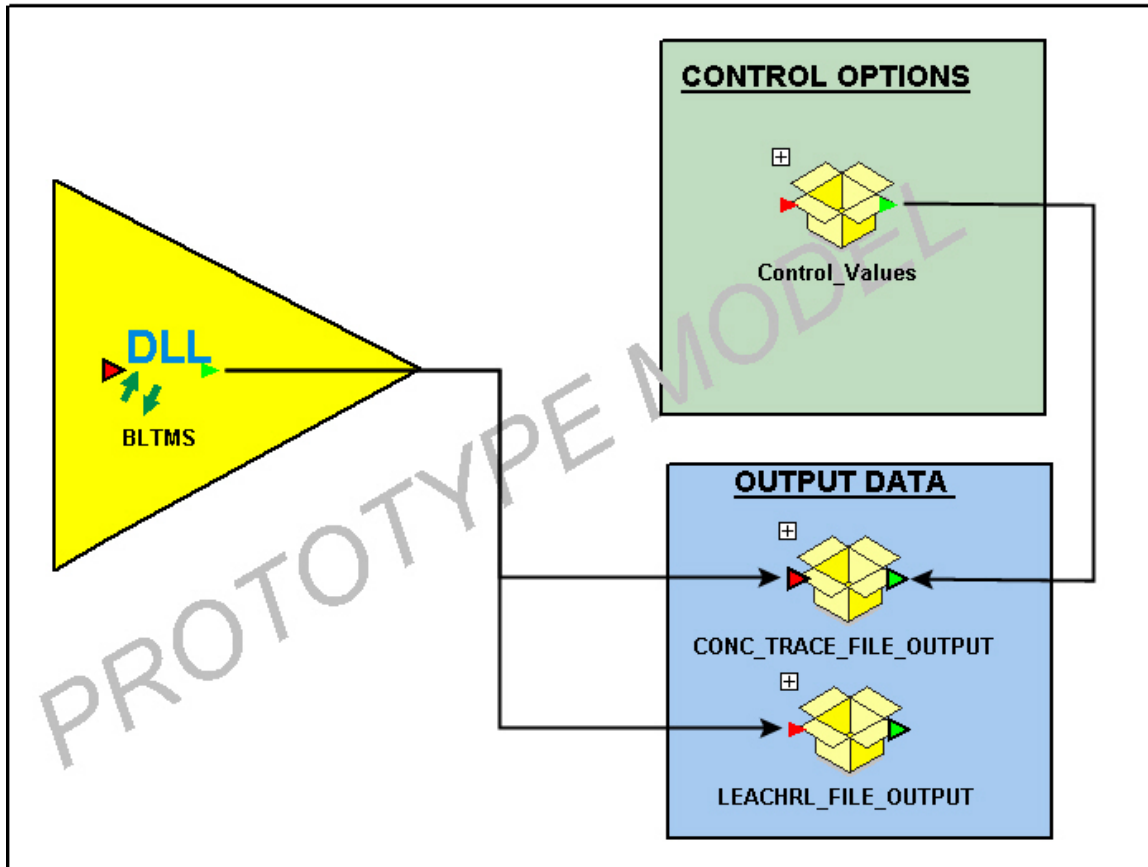 CONTROL OPTIONS
Control_Values
DLL
BLTMS
PROTOTYPE MODEL
OUTPUT DATA
CONC_TRACE_FILE_OUTPUT
LEACHRL_FILE_OUTPUT